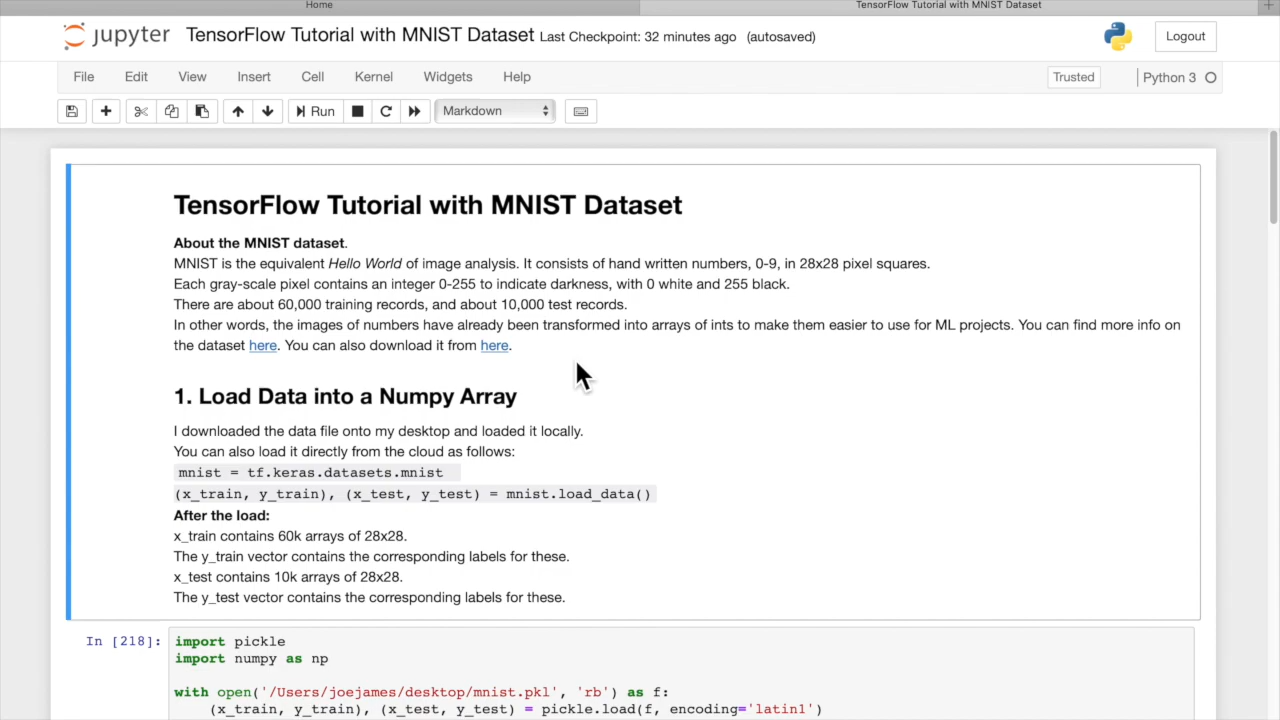 Home
TensorFlow Tutorial with MNIST Dataset
jupyter TensorFlow Tutorial with MNIST Dataset Last Checkpoint: 32 minutes ago (autosaved)
Logout
File Edit View Insert Cell Kernel Widgets Help
Trusted
Python 3
Run
Markdown
TensorFlow Tutorial with MNIST Dataset
About the MNIST dataset.
MNIST is the equivalent Hello World of image analysis. It consists of hand written numbers, 0-9, in 28x28 pixel squares.
Each gray-scale pixel contains an integer 0-255 to indicate darkness, with 0 white and 255 black.
There are about 60,000 training records, and about 10,000 test records.
In other words, the images of numbers have already been transformed into arrays of ints to make them easier to use for ML projects. You can find more info on
the dataset here. You can also download it from here.
1. Load Data into a Numpy Array
I downloaded the data file onto my desktop and loaded it locally.
You can also load it directly from the cloud as follows:
mnist = tf.keras.datasets.mnist
(x_train, y_train), (x_test, y_test) = mnist.load_data()
After the load:
x_train contains 60k arrays of 28x28.
The y_train vector contains the corresponding labels for these.
x_test contains 10k arrays of 28x28.
The y_test vector contains the corresponding labels for these.
In [218]: import pickle
import numpy as np
with open('/Users/joejames/desktop/mnist.pkl', 'rb') as f:
(x_train, y_train), (x_test, y_test) = pickle.load(f, encoding='latin1')